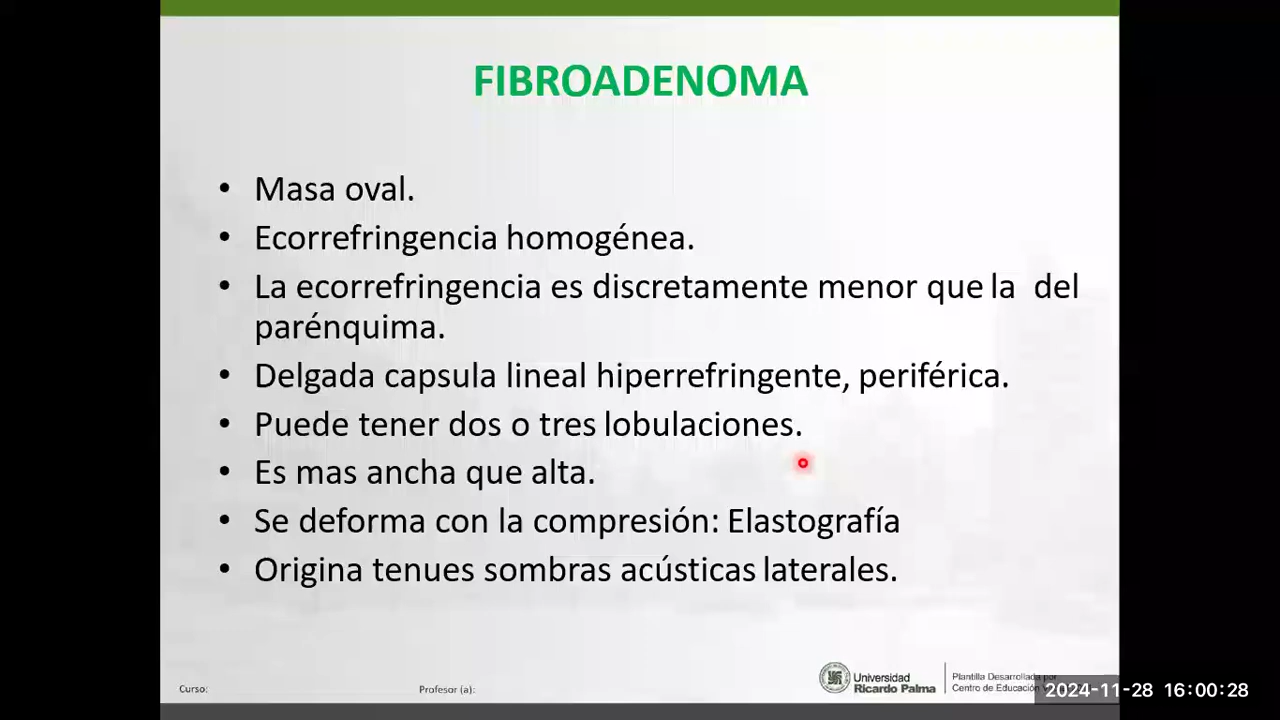 FIBROADENOMA
• Masa oval.
• Ecorrefringencia homogénea.
• La ecorrefringencia es discretamente menor que la del
parénquima.
• Delgada capsula lineal hiperrefringente, periférica.
• Puede tener dos o tres lobulaciones.
• Es mas ancha que alta.
• Se deforma con la compresión: Elastografía
• Origina tenues sombras acústicas laterales.
Curso:
Profesor (a):
Universidad
Ricardo Palma
Plantilla Desarrollada por
Centro de Educación
2024-11-28 16:00:28